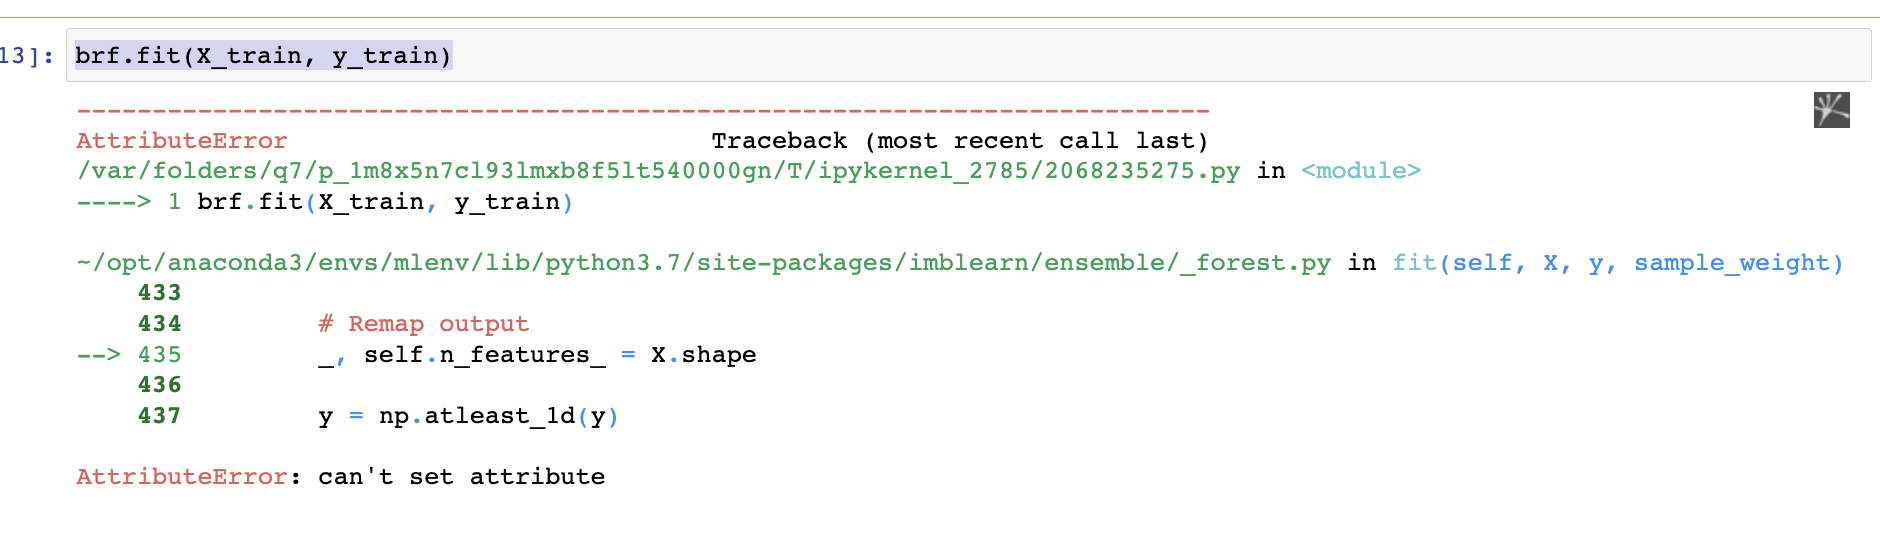 13]: brf.fit(X_train, y_train)
---------------------------------------------------------------------------
AttributeError                            Traceback (most recent call last)
/var/folders/q7/p_1m8x5n7cl93lmxb8f5lt540000gn/T/ipykernel_2785/2068235275.py in <module>
----> 1 brf.fit(X_train, y_train)
~/opt/anaconda3/envs/mlenv/lib/python3.7/site-packages/imblearn/ensemble/_forest.py in fit(self, X, y, sample_weight)
    433
    434         # Remap output
--> 435         _, self.n_features_ = X.shape
    436
    437         y = np.atleast_1d(y)
AttributeError: can't set attribute